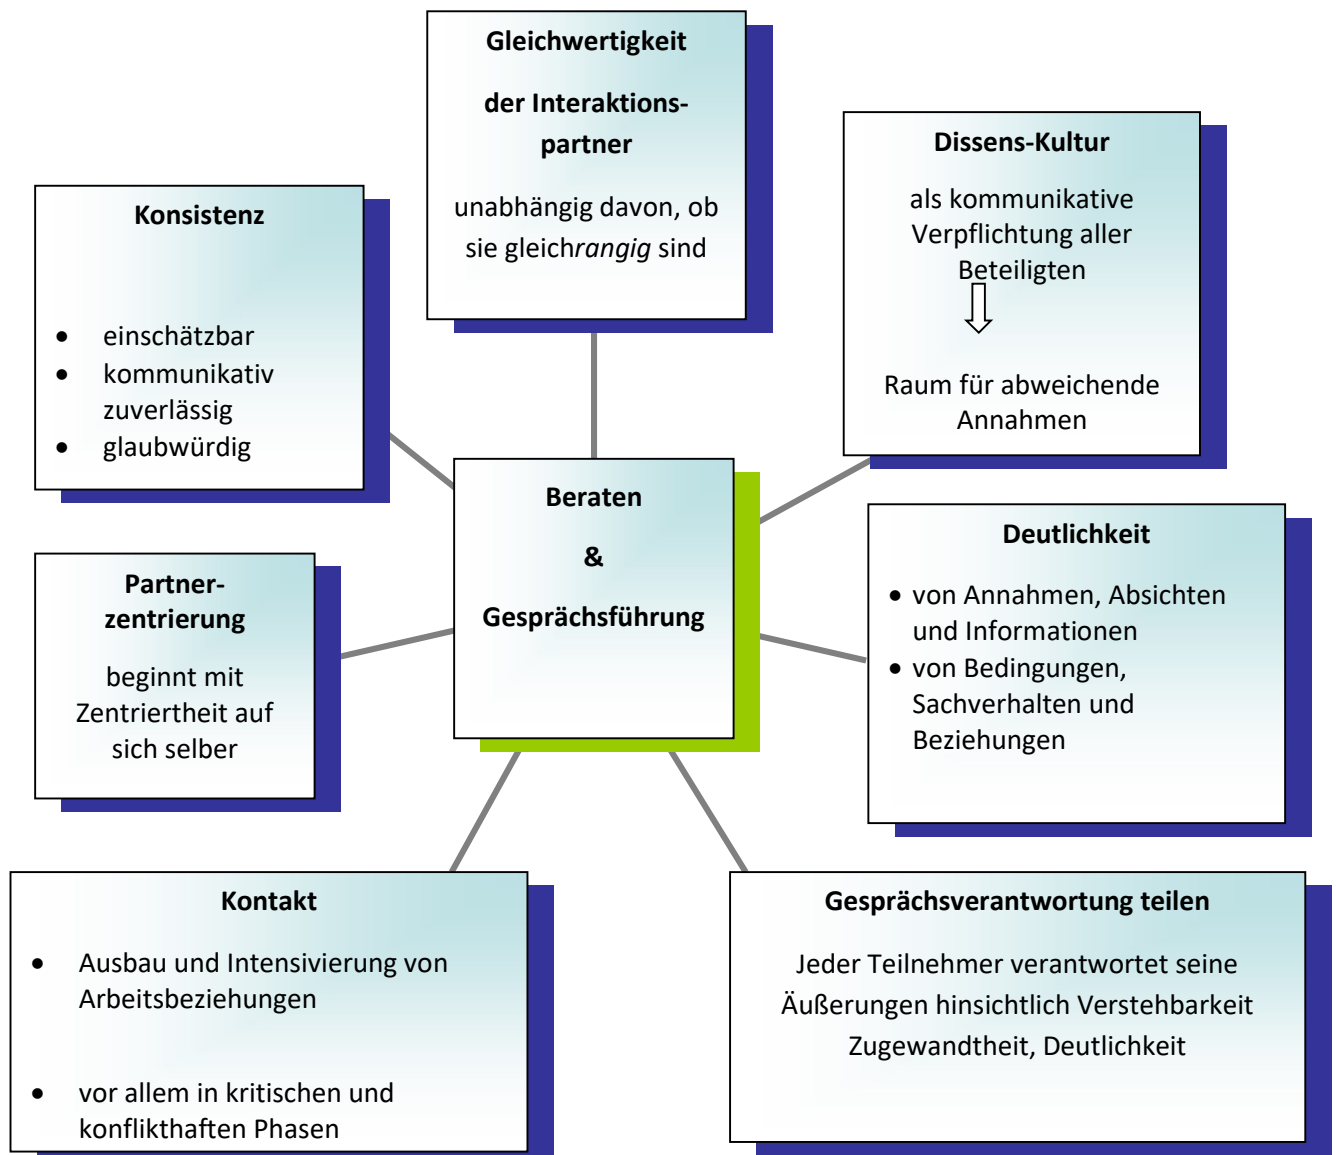 Gleichwertigkeit
der Interaktions-
partner
unabhängig davon, ob
sie gleichrangig sind
Dissens-Kultur
als kommunikative
Verpflichtung aller
Beteiligten
Raum für abweichende
Annahmen
Konsistenz
• einschätzbar
• kommunikativ
zuverlässig
• glaubwürdig
Beraten
&
Gesprächsführung
Deutlichkeit
• von Annahmen, Absichten
und Informationen
• von Bedingungen,
Sachverhalten und
Beziehungen
Partner-
zentrierung
beginnt mit
Zentriertheit auf
sich selber
Kontakt
• Ausbau und Intensivierung von
Arbeitsbeziehungen
• vor allem in kritischen und
konflikthaften Phasen
Gesprächsverantwortung teilen
Jeder Teilnehmer verantwortet seine
Äußerungen hinsichtlich Verstehbarkeit
Zugewandtheit, Deutlichkeit